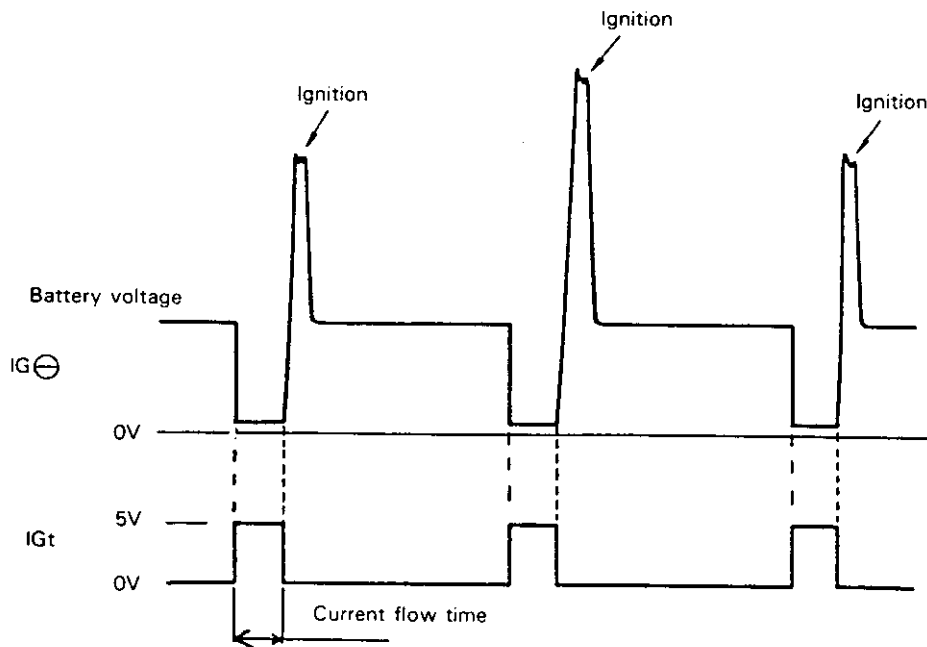 Ignition
Ignition
Ignition
Battery voltage
IG⊖
0V
5V
IGt
0V
Current flow time